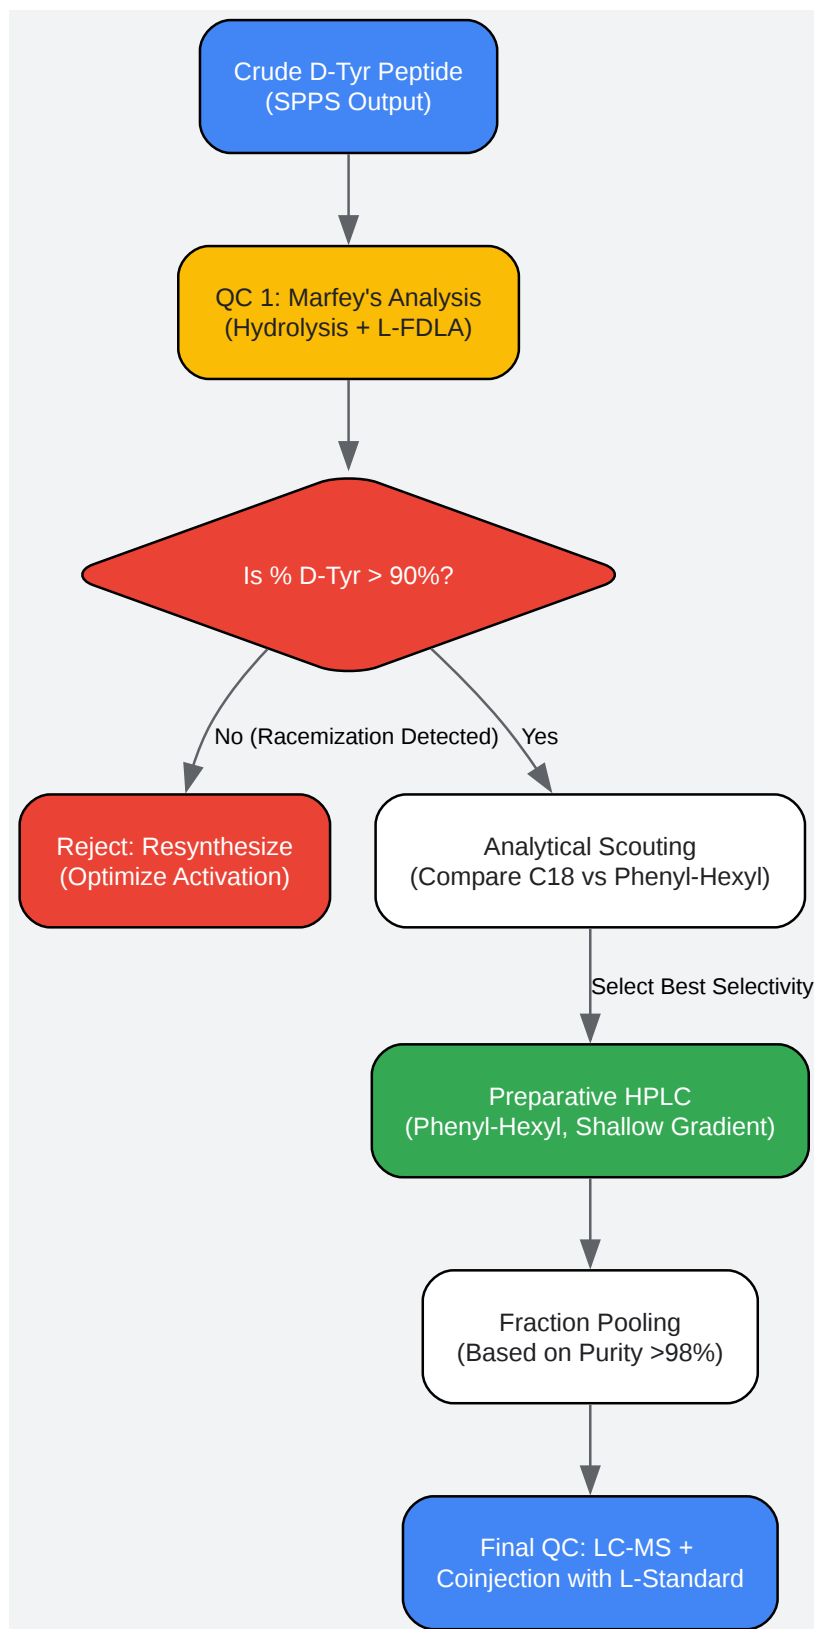 Crude D-Tyr Peptide
(SPPS Output)
QC 1: Marfey's Analysis
(Hydrolysis + L-FDLA)
Is % D-Tyr > 90%?
No (Racemization Detected)
Yes
Reject: Resynthesize
(Optimize Activation)
Analytical Scouting
(Compare C18 vs Phenyl-Hexyl)
Select Best Selectivity
Preparative HPLC
(Phenyl-Hexyl, Shallow Gradient)
Fraction Pooling
(Based on Purity >98%)
Final QC: LC-MS +
Coinjection with L-Standard